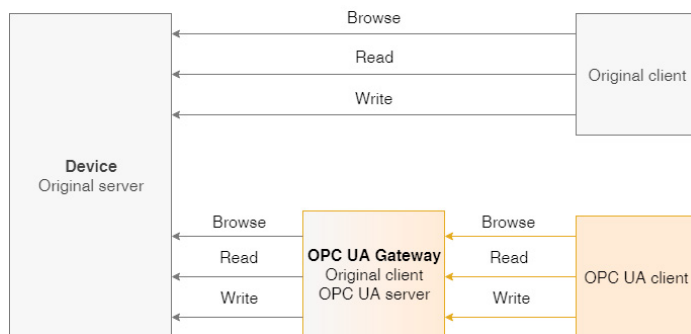 Browse
Read
Original client
Write
Device
Original server
Browse
Browse
Read
OPC UA Gateway
Read
Original client
OPC UA client
OPC UA server
Write
Write